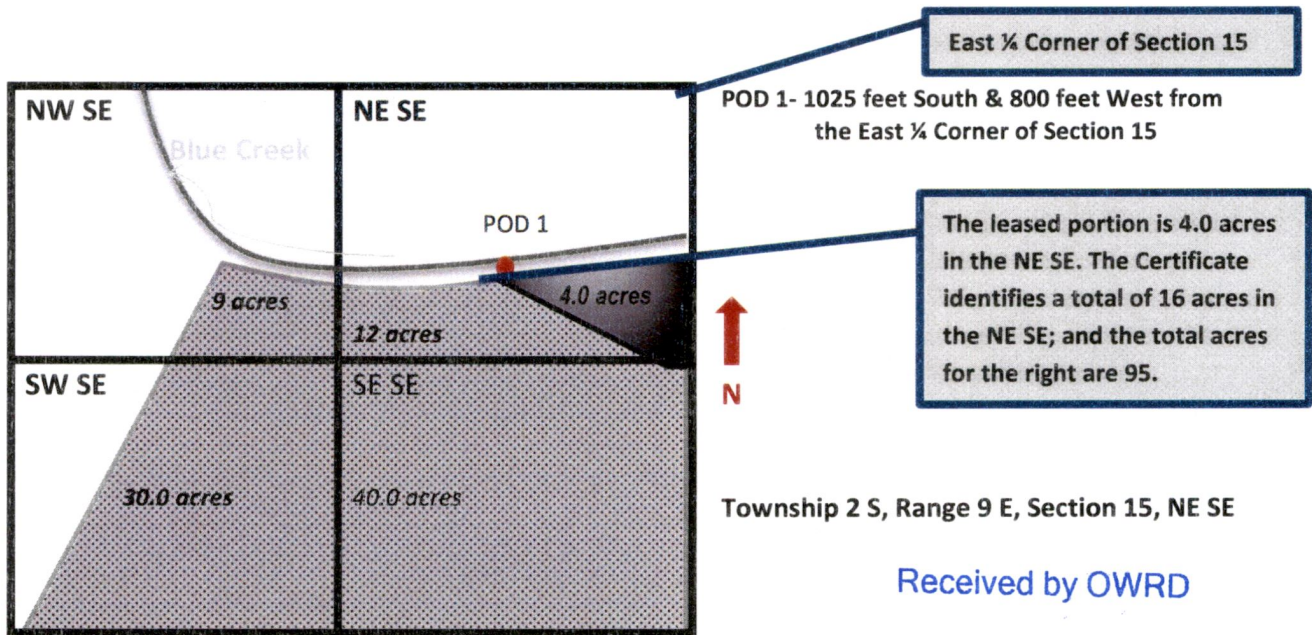 East ¼ Corner of Section 15
NW SE
NE SE
POD 1- 1025 feet South & 800 feet West from
the East ¼ Corner of Section 15
Blue Creek
POD 1
The leased portion is 4.0 acres
in the NE SE. The Certificate
identifies a total of 16 acres in
the NE SE; and the total acres
for the right are 95.
9 acres
4.0 acres
12 acres
SW SE
SE SE
N
30.0 acres
40.0 acres
Township 2 S, Range 9 E, Section 15, NE SE
Received by OWRD